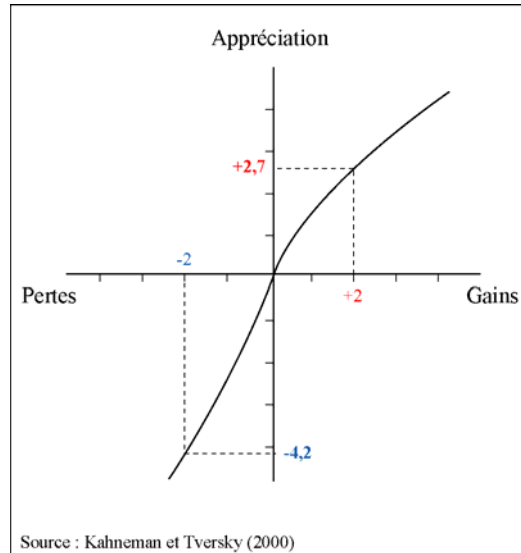 Appréciation
+2,7
-2
Pertes
+2
Gains
-4,2
Source : Kahneman et Tversky (2000)